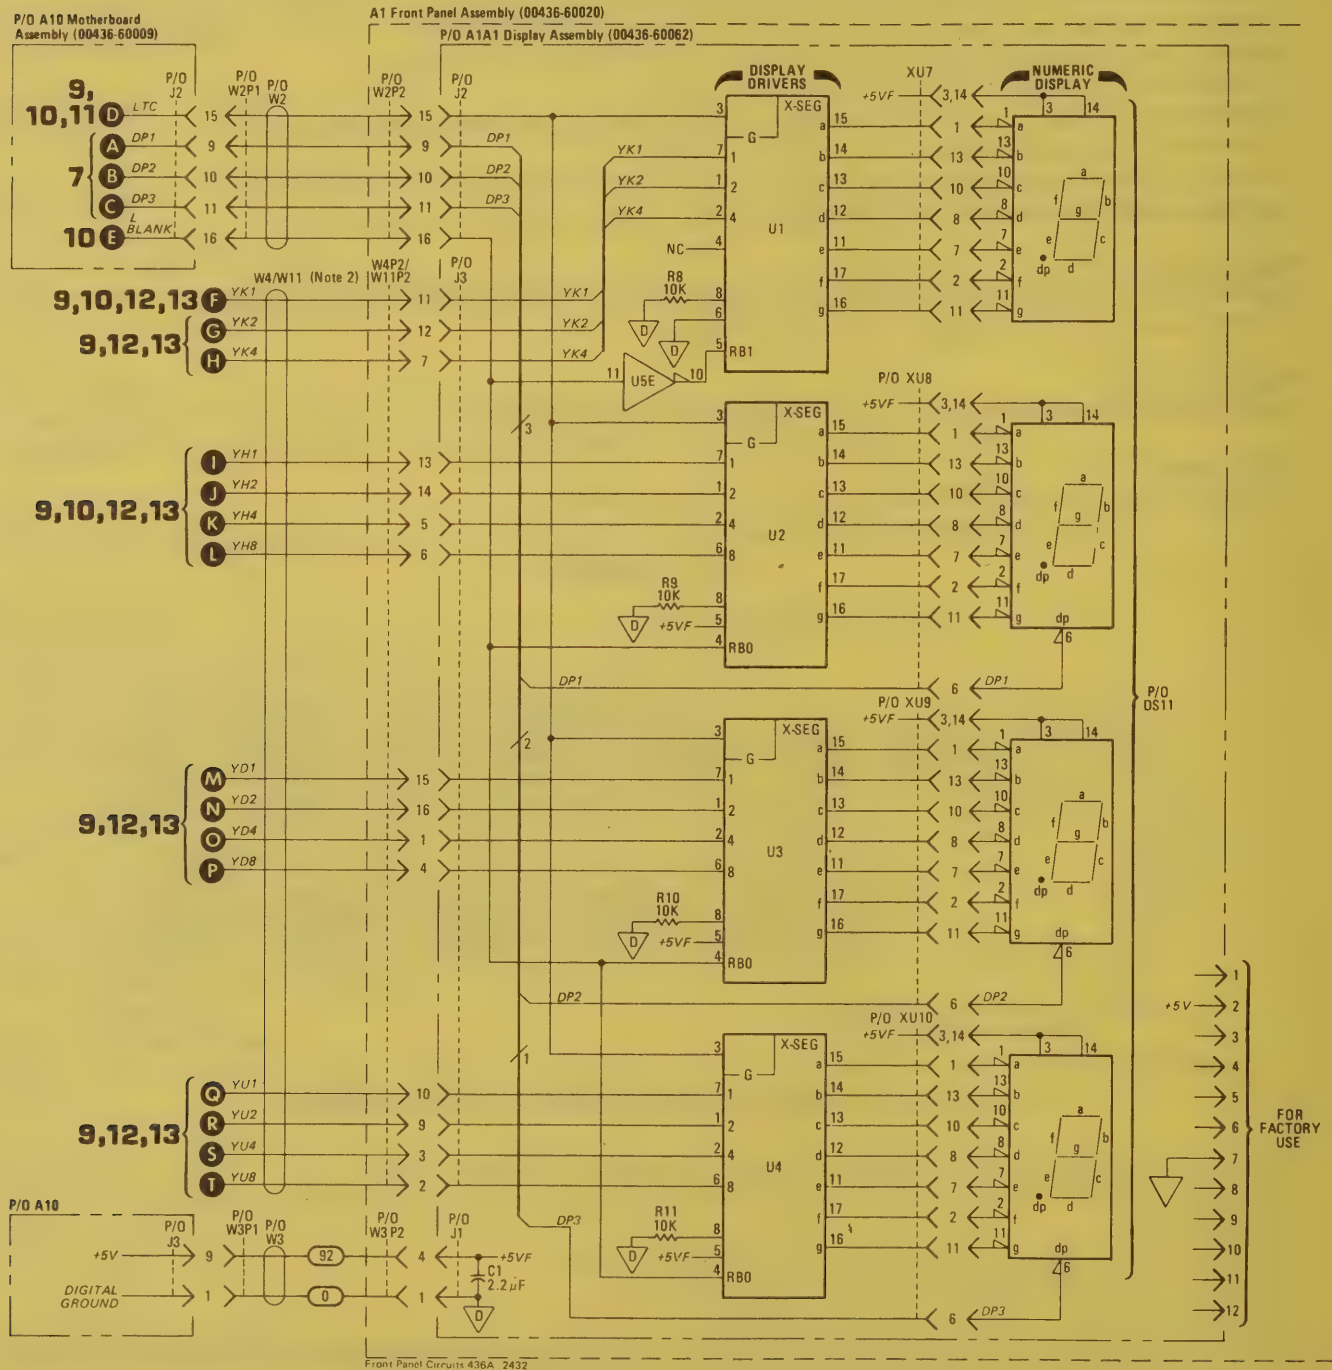 A1 Front Panel Assembly (00436-60020)
P/O A10 Motherboard
Assembly (00436-60009)
P/O A1A1 Display Assembly (00436-60062)
P/O J2
P/O W2P1
P/O W2
P/O W2P2
P/O J2
DISPLAY DRIVERS
XU7
NUMERIC DISPLAY
9,
10,11 D LTC 15 15
7 A DP1 9 9 DP1
B DP2 10 10 DP2
C DP3 11 11 DP3
10 E L BLANK 16 16
W4/W11 (Note 2)
W4P2/
W11P2
P/O J3
9,10,12,13 F YK1 11 YK1
9,12,13 G YK2 12 YK2
H YK4 7 YK4
YK1
YK2
YK4
NC
R8
10K
D
D
11 U5E 10
3 X-SEG
G
7 1
1 2
2 4
4
8
6
5 RB1
U1
15 a
14 b
13 c
12 d
11 e
17 f
16 g
+5VF 3,14 3 14
1 1 a
13 13 b
10 10 c
8 8 d
7 7 e
2 2 f
11 11 g
a
f g b
e c
dp d
9,10,12,13
I YH1 13
J YH2 14
K YH4 5
L YH8 6
3
R9
10K
D
+5VF
3 X-SEG
G
7 1
1 2
2 4
6 8
8
5
4 RB0
U2
a 15
b 14
c 13
d 12
e 11
f 17
g 16
P/O XU8
+5VF 3,14 3 14
1 1 a
13 13 b
10 10 c
8 8 d
7 7 e
2 2 f
11 11 g
a
f g b
e c
dp d
dp
6
DP1 6 DP1
P/O
DS11
9,12,13
M YD1 15
N YD2 16
O YD4 1
P YD8 4
2
R10
10K
D
+5VF
3 X-SEG
G
7 1
1 2
2 4
6 8
8
5
4 RB0
U3
a 15
b 14
c 13
d 12
e 11
f 17
g 16
P/O XU9
+5VF 3,14 3 14
1 1 a
13 13 b
10 10 c
8 8 d
7 7 e
2 2 f
11 11 g
a
f g b
e c
dp d
dp
6
DP2 6 DP2
9,12,13
Q YU1 10
R YU2 9
S YU4 3
T YU8 2
1
R11
10K
D
+5VF
3 X-SEG
G
7 1
1 2
2 4
6 8
8
5
4 RB0
U4
a 15
b 14
c 13
d 12
e 11
f 17
g 16
P/O XU10
+5VF 3,14 3 14
1 1 a
13 13 b
10 10 c
8 8 d
7 7 e
2 2 f
11 11 g
a
f g b
e c
dp d
dp
6
DP3 6 DP3
1
+5V 2
3
4
5
6
7
8
9
10
11
12
FOR
FACTORY
USE
P/O A10
P/O J3
P/O W3P1
P/O W3
P/O W3P2
P/O J1
+5V 9 92 4 +5VF
C1
2.2µF
DIGITAL
GROUND 1 0 1
D
Front Panel Circuits 436A 2432